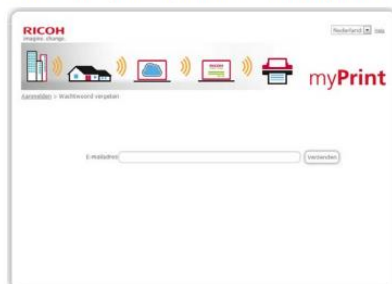 RICOH
imagine. change.
Nederland
myPrint
Aanmelden > Wachtwoord vergeten
E-mailadres
Verzenden